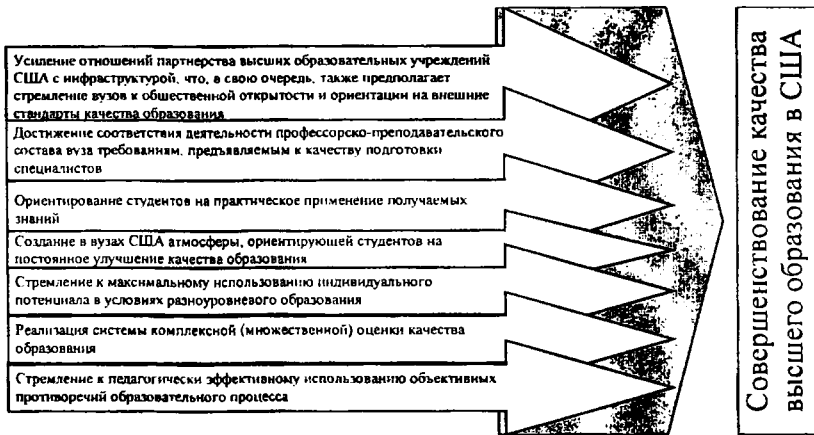 Усиление отношений партнерства высших образовательных учреждений
США с инфраструктурой, что, в свою очередь, также предполагает
стремление вузов к общественной открытости и ориентации на внешние
стандарты качества образования
Достижение соответствия деятельности профессорско-преподавательского
состава вуза требованиям, предъявляемым к качеству подготовки
специалистов
Ориентирование студентов на практическое применение получаемых
знаний
Создание в вузах США атмосферы, ориентирующей студентов на
постоянное улучшение качества образования
Стремление к максимальному использованию индивидуального
потенциала в условиях разноуровневого образования
Реализация системы комплексной (множественной) оценки качества
образования
Стремление к педагогически эффективному использованию объективных
противоречий образовательного процесса
Совершенствование качества
высшего образования в США